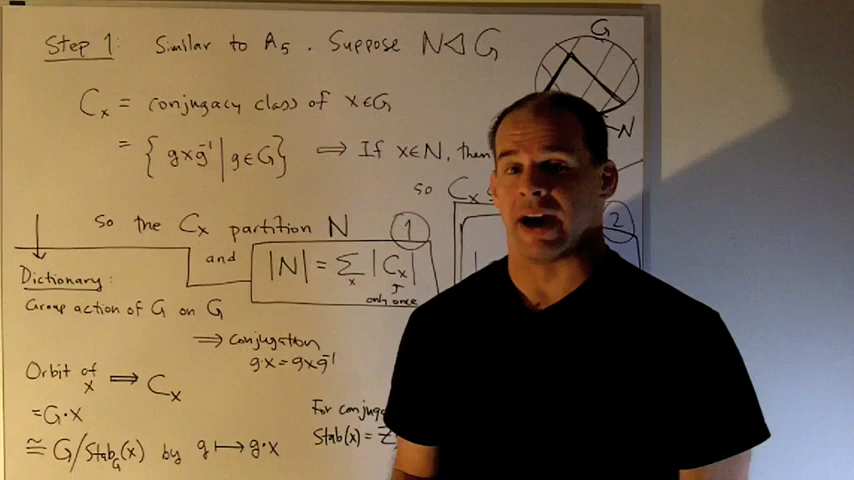 Step 1: Similar to A₅. Suppose N ◁ G
G
N
Cₓ = conjugacy class of x∈G
= { gxg⁻¹ | g∈G } ⟹ If x∈N, then
so Cₓ
so the Cₓ partition N ①
②
and |N| = Σₓ |Cₓ|
↑
only once
Dictionary:
Group action of G on G
⟹ conjugation
g·x = gxg⁻¹
Orbit of x ⟹ Cₓ
= G·x
≅ G/Stab_G(x) by g ⟼ g·x
For
Stab(x) = Z